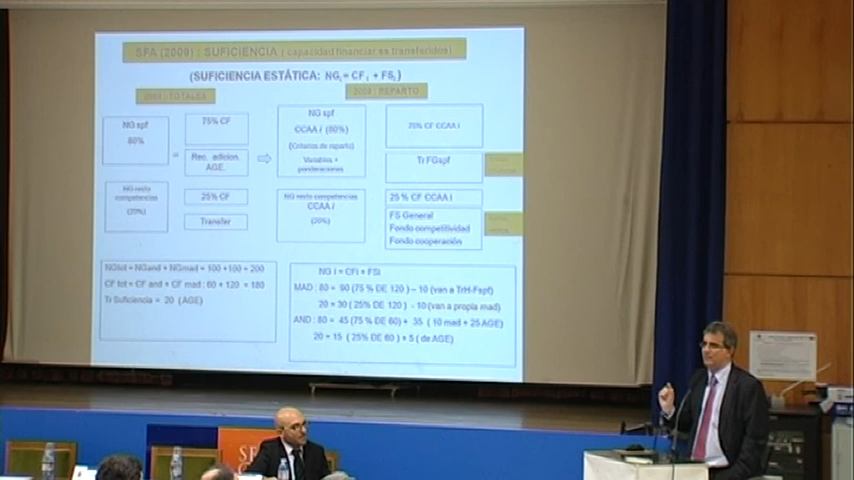 SFA (2009) : SUFICIENCIA ( capacidad financiar ss transferidos)
(SUFICIENCIA ESTÁTICA: NGi = CFi + FSi)
2009 : TOTALES
2009 : REPARTO
NG spf
80%
=
75% CF
Rec. adicion.
AGE.
NG spf
CCAA i (80%)
(Criterios de reparto)
Variables +
ponderaciones
75% CF CCAA i
Tr FGspf
NG resto
competencias
(20%)
25% CF
Transfer
NG resto competencias
CCAA i
(20%)
25 % CF CCAA i
FS General
Fondo competitividad
Fondo cooperación
NGtot = NGand + NGmad = 100 +100 = 200
CF tot = CF and + CF mad : 60 + 120 = 180
Tr Suficiencia = 20 (AGE)
NG i = CFi + FSi
MAD : 80 = 90 (75 % DE 120 ) – 10 (van a TrH-Fspf)
20 = 30 ( 25% DE 120 ) - 10 (van a propia mad)
AND : 80 = 45 (75 % DE 60) + 35 ( 10 mad + 25 AGE)
20 = 15 ( 25% DE 60 ) + 5 ( de AGE)